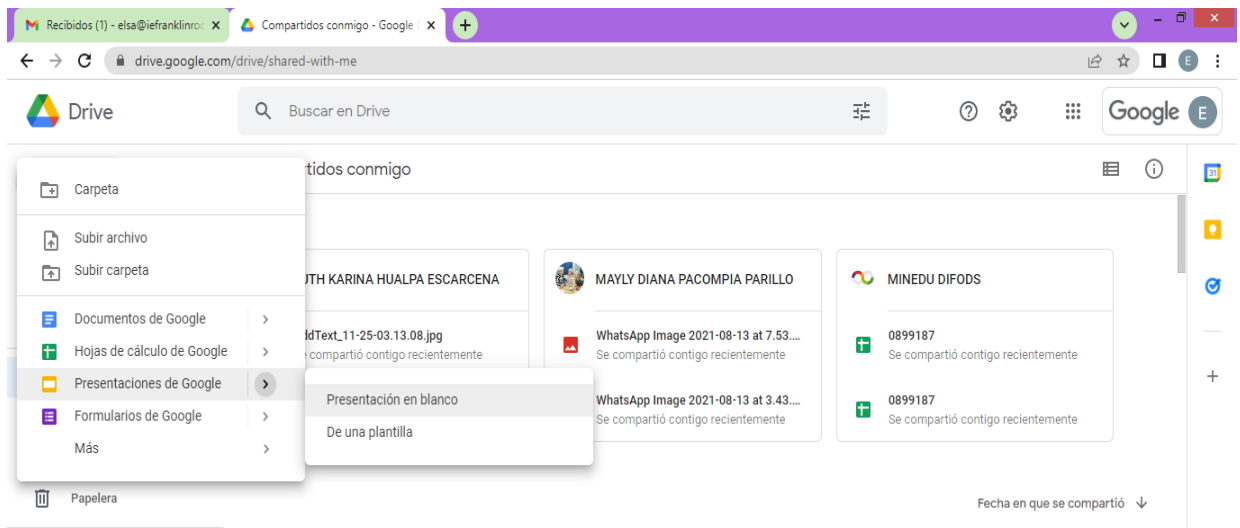 Recibidos (1) - elsa@iefranklinroc
Compartidos conmigo - Google
drive.google.com/drive/shared-with-me
E
Drive
Buscar en Drive
Google E
tidos conmigo
31
Carpeta
Subir archivo
Subir carpeta
Documentos de Google
Hojas de cálculo de Google
Presentaciones de Google
Formularios de Google
Más
Presentación en blanco
De una plantilla
KARINA HUALPA ESCARCENA
ddText_11-25-03.13.08.jpg
compartió contigo recientemente
MAYLY DIANA PACOMPIA PARILLO
WhatsApp Image 2021-08-13 at 7.53....
Se compartió contigo recientemente
WhatsApp Image 2021-08-13 at 3.43....
Se compartió contigo recientemente
MINEDU DIFODS
0899187
Se compartió contigo recientemente
0899187
Se compartió contigo recientemente
Papelera
Fecha en que se compartió